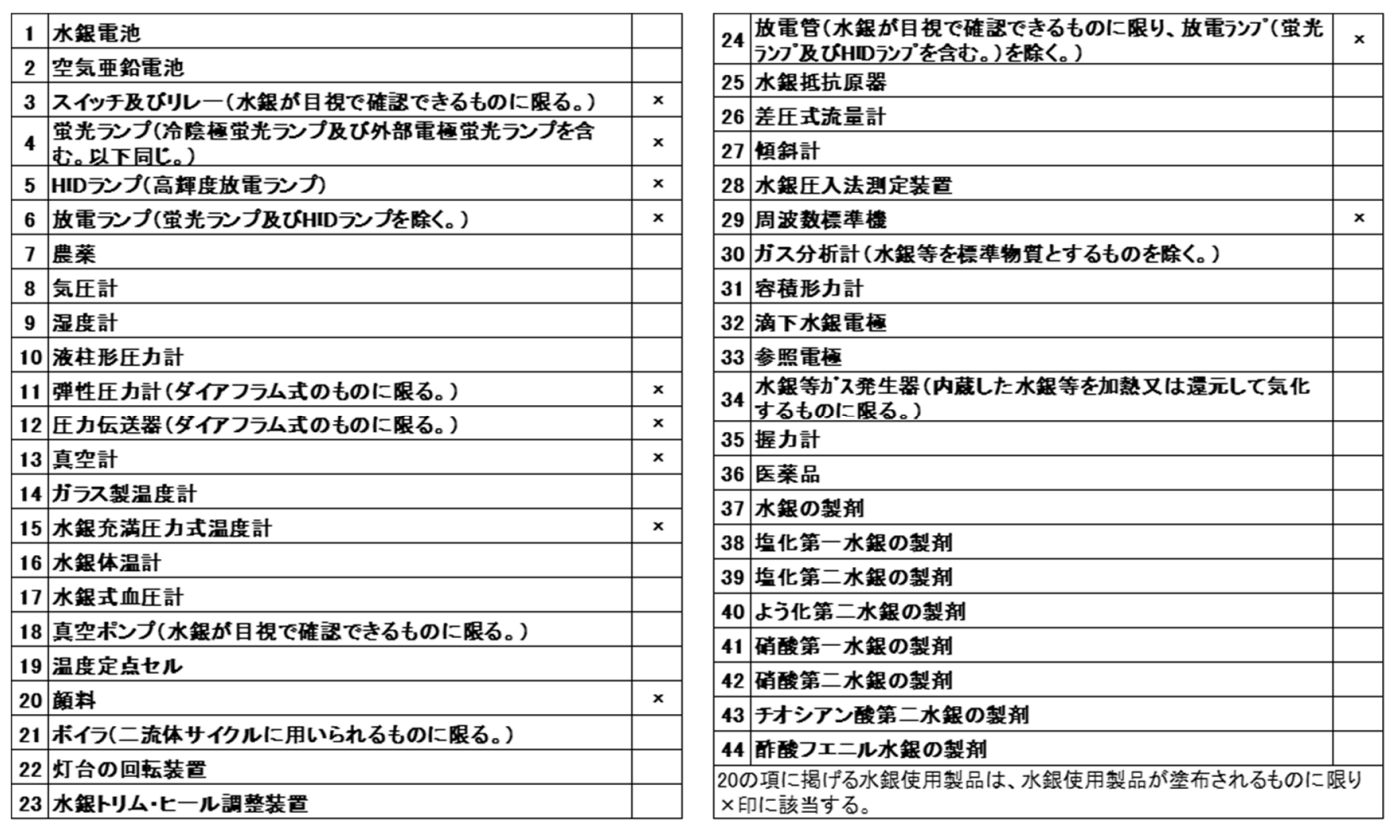 1 水銀電池
2 空気亜鉛電池
3 スイッチ及びリレー(水銀が目視で確認できるものに限る。) ×
4 蛍光ランプ(冷陰極蛍光ランプ及び外部電極蛍光ランプを含
む。以下同じ。) ×
5 HIDランプ(高輝度放電ランプ) ×
6 放電ランプ(蛍光ランプ及びHIDランプを除く。) ×
7 農薬
8 気圧計
9 湿度計
10 液柱形圧力計
11 弾性圧力計(ダイアフラム式のものに限る。) ×
12 圧力伝送器(ダイアフラム式のものに限る。) ×
13 真空計 ×
14 ガラス製温度計
15 水銀充満圧力式温度計 ×
16 水銀体温計
17 水銀式血圧計
18 真空ポンプ(水銀が目視で確認できるものに限る。)
19 温度定点セル
20 顔料 ×
21 ボイラ(二流体サイクルに用いられるものに限る。)
22 灯台の回転装置
23 水銀トリム・ヒール調整装置
24 放電管(水銀が目視で確認できるものに限り、放電ランプ(蛍光
ランプ及びHIDランプを含む。)を除く。) ×
25 水銀抵抗原器
26 差圧式流量計
27 傾斜計
28 水銀圧入法測定装置
29 周波数標準機 ×
30 ガス分析計(水銀等を標準物質とするものを除く。)
31 容積形力計
32 滴下水銀電極
33 参照電極
34 水銀等ガス発生器(内蔵した水銀等を加熱又は還元して気化
するものに限る。)
35 握力計
36 医薬品
37 水銀の製剤
38 塩化第一水銀の製剤
39 塩化第二水銀の製剤
40 よう化第二水銀の製剤
41 硝酸第一水銀の製剤
42 硝酸第二水銀の製剤
43 チオシアン酸第二水銀の製剤
44 酢酸フエニル水銀の製剤
20の項に掲げる水銀使用製品は、水銀使用製品が塗布されるものに限り
×印に該当する。